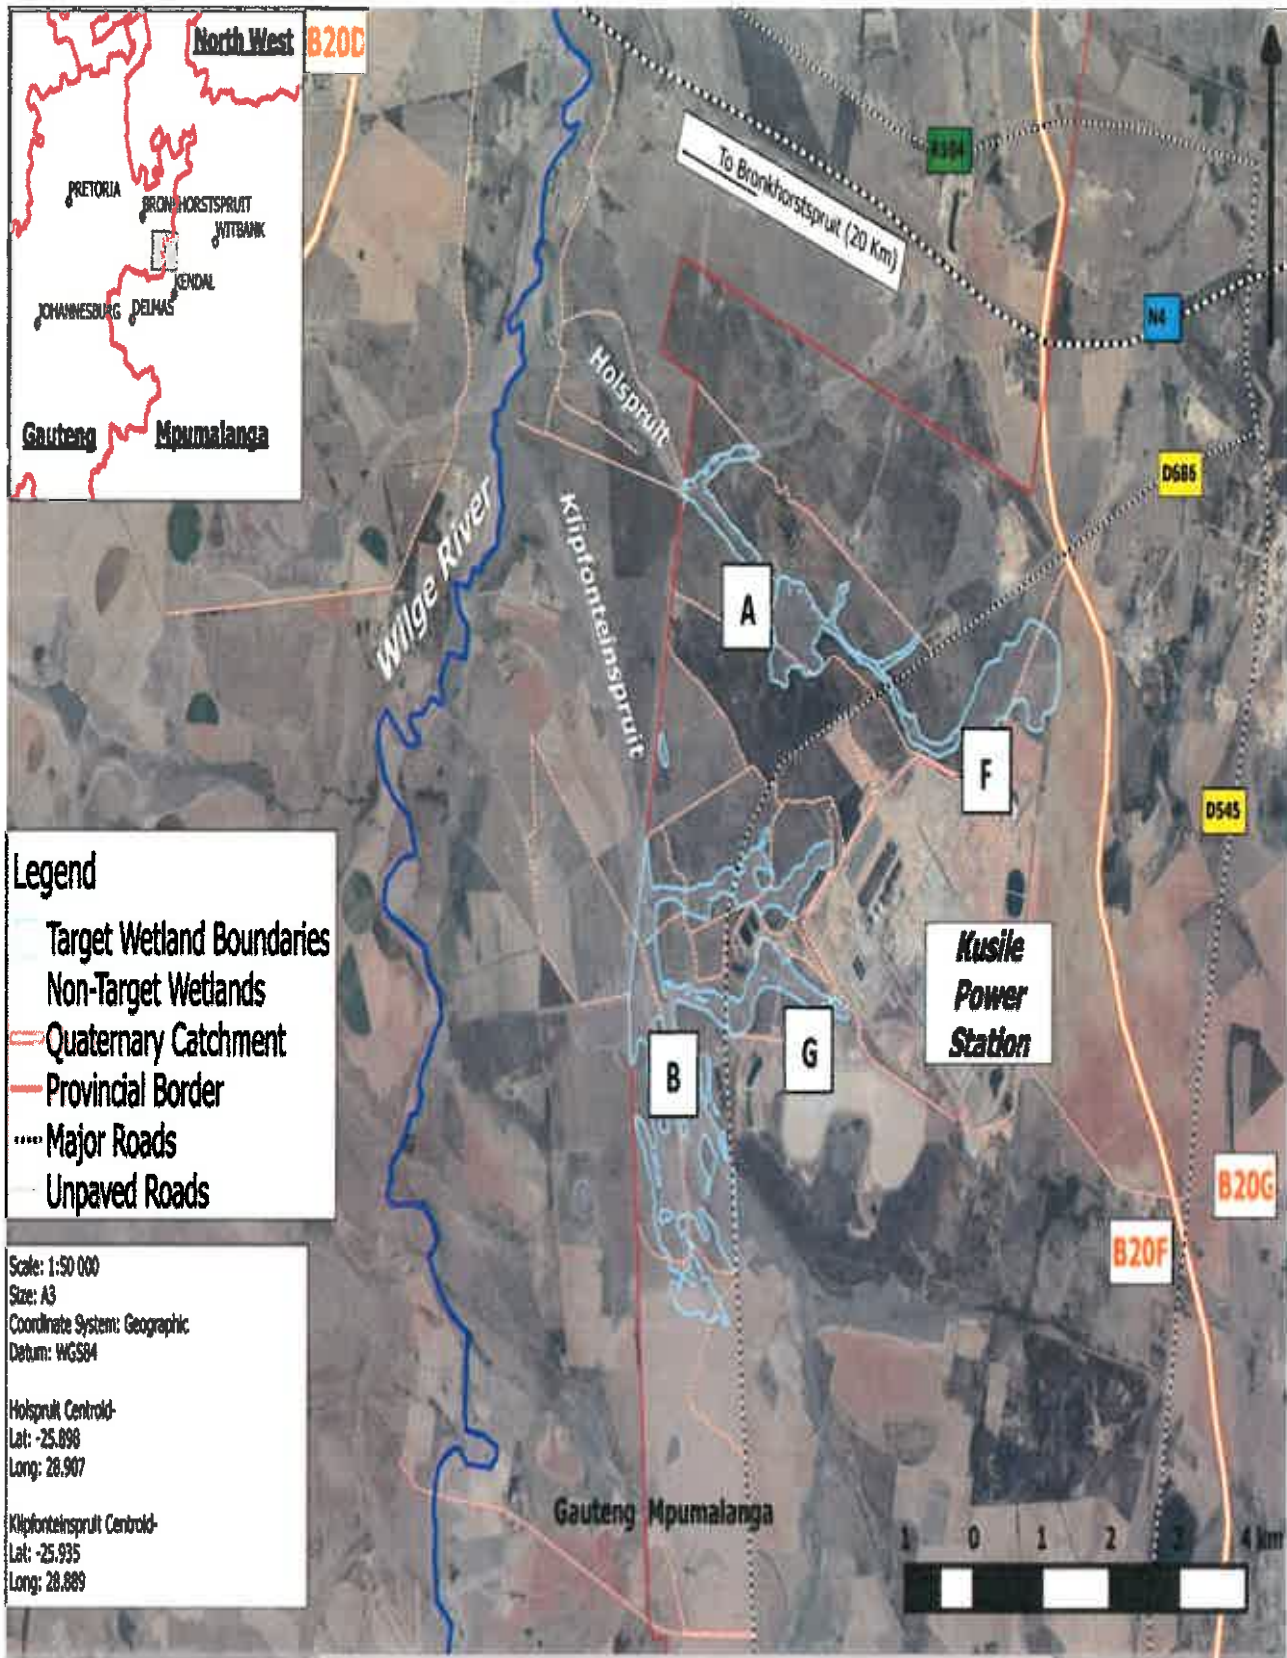 North West
B20D
PRETORIA
BRONKHORSTSPRUIT
WITBANK
KENDAL
JOHANNESBURG
DELMAS
Gauteng
Mpumalanga
To Bronkhorstspruit (20 Km)
R104
N4
D686
Holspruit
Klipfonteinspruit
Wilge River
A
F
D545
Legend
Target Wetland Boundaries
Non-Target Wetlands
Quaternary Catchment
Provincial Border
Major Roads
Unpaved Roads
Kusile
Power
Station
G
B
B20G
B20F
Scale: 1:50 000
Size: A3
Coordinate System: Geographic
Datum: WGS84
Holspruit Centroid-
Lat: -25.898
Long: 28.907
Klipfonteinspruit Centroid-
Lat: -25.935
Long: 28.889
Gauteng Mpumalanga
1 0 1 2 3 4 km